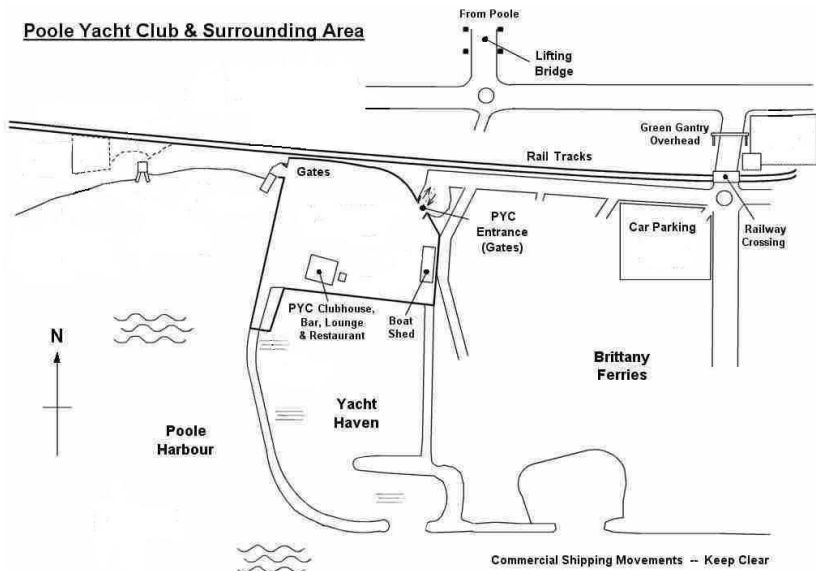 From Poole
Poole Yacht Club & Surrounding Area
Lifting
Bridge
Green Gantry
Overhead
Rail Tracks
Gates
PYC
Entrance
(Gates)
Car Parking
Railway
Crossing
PYC Clubhouse,
Bar, Lounge
& Restaurant
Boat
Shed
N
Brittany
Ferries
Yacht
Haven
Poole
Harbour
Commercial Shipping Movements -- Keep Clear